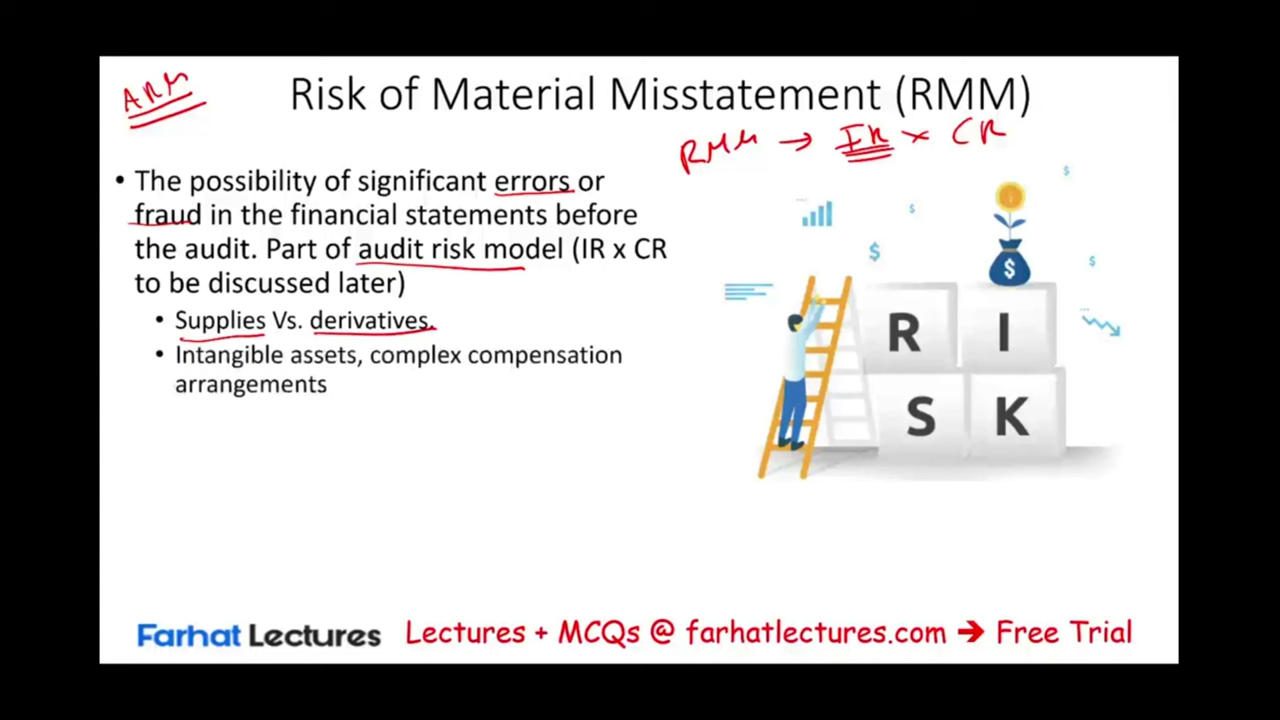 ARM
Risk of Material Misstatement (RMM)
RMM → IR × CR
• The possibility of significant errors or
fraud in the financial statements before
the audit. Part of audit risk model (IR x CR
to be discussed later)
• Supplies Vs. derivatives.
• Intangible assets, complex compensation
arrangements
R I
S K
Farhat Lectures Lectures + MCQs @ farhatlectures.com ➔ Free Trial